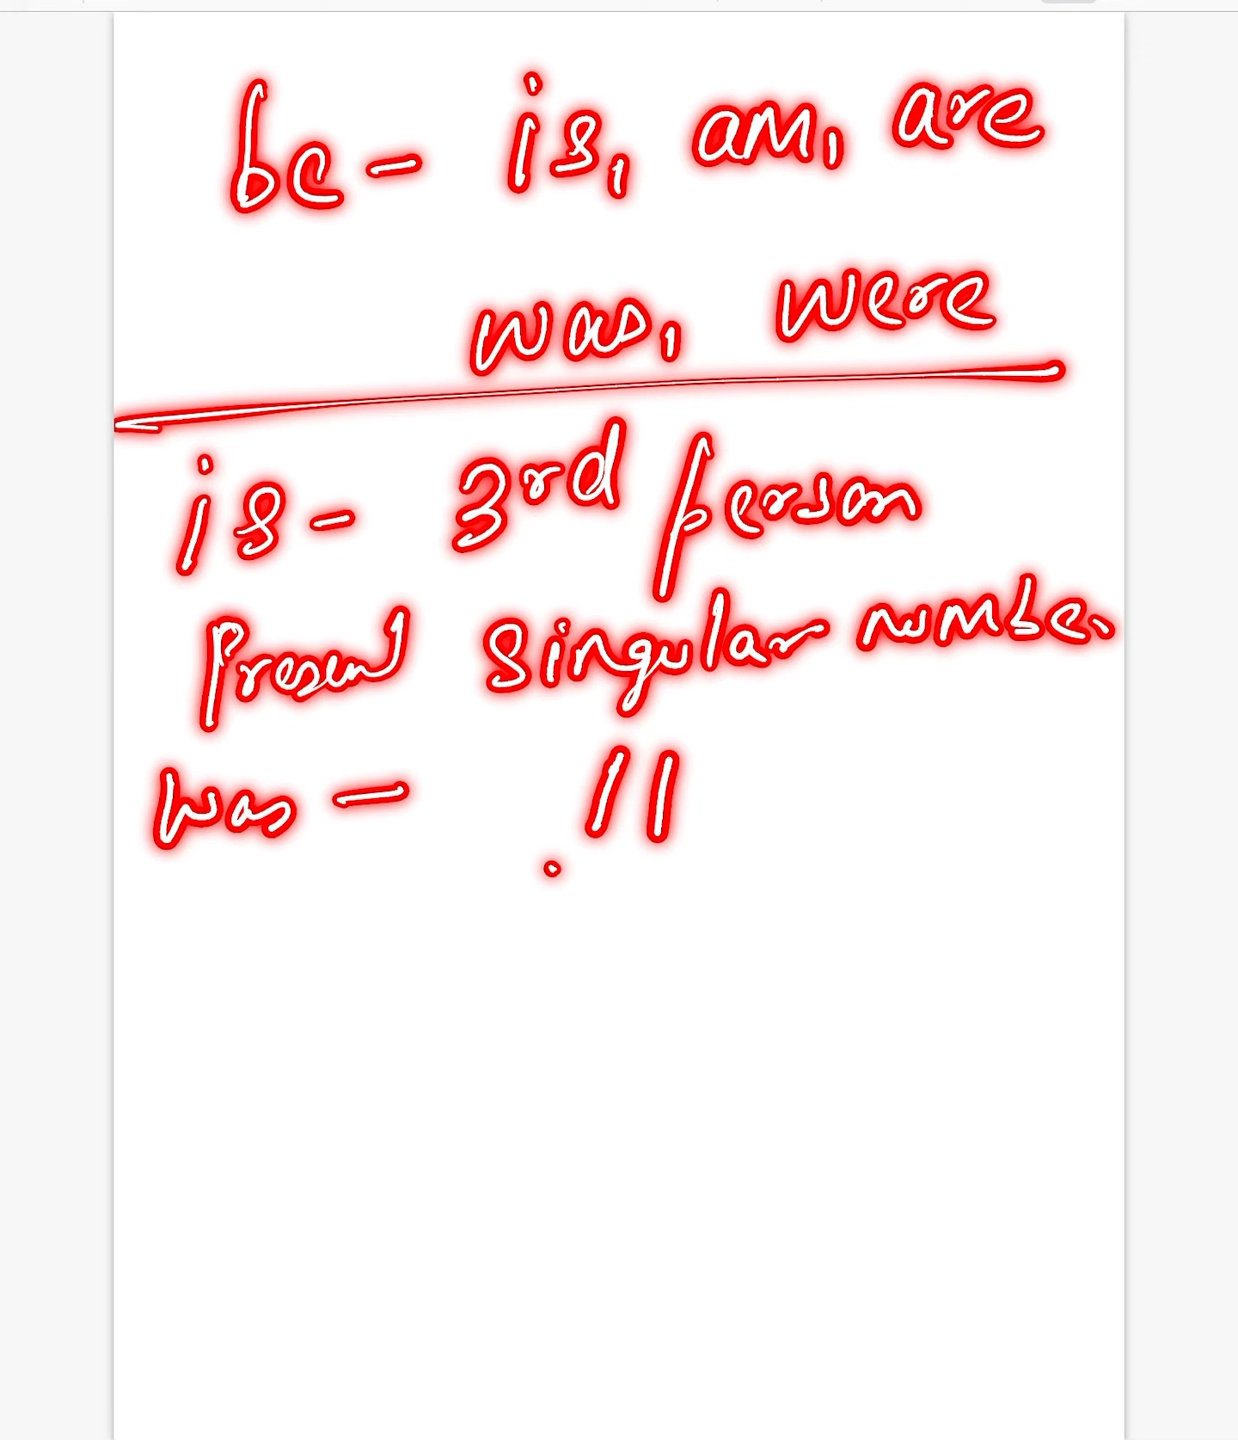 be - is, am, are
was, were
is - 3rd person
Present singular number
was - 11